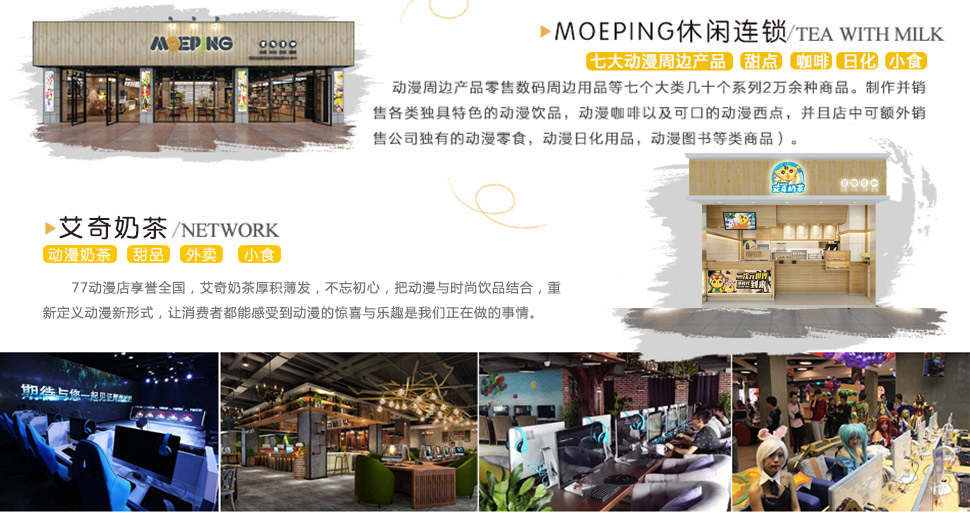 MOEPING
MOEPING休闲连锁/TEA WITH MILK
七大动漫周边产品 甜点 咖啡 日化 小食
动漫周边产品零售数码周边用品等七个大类几十个系列2万余种商品。制作并销
售各类独具特色的动漫饮品，动漫咖啡以及可口的动漫西点，并且店中可额外销
售公司独有的动漫零食，动漫日化用品，动漫图书等类商品）。
艾奇奶茶
艾奇奶茶/NETWORK
动漫奶茶 甜品 外卖 小食
77动漫店享誉全国，艾奇奶茶厚积薄发，不忘初心，把动漫与时尚饮品结合，重
新定义动漫新形式，让消费者都能感受到动漫的惊喜与乐趣是我们正在做的事情。
二次元世界
到来
期待与您一起见证